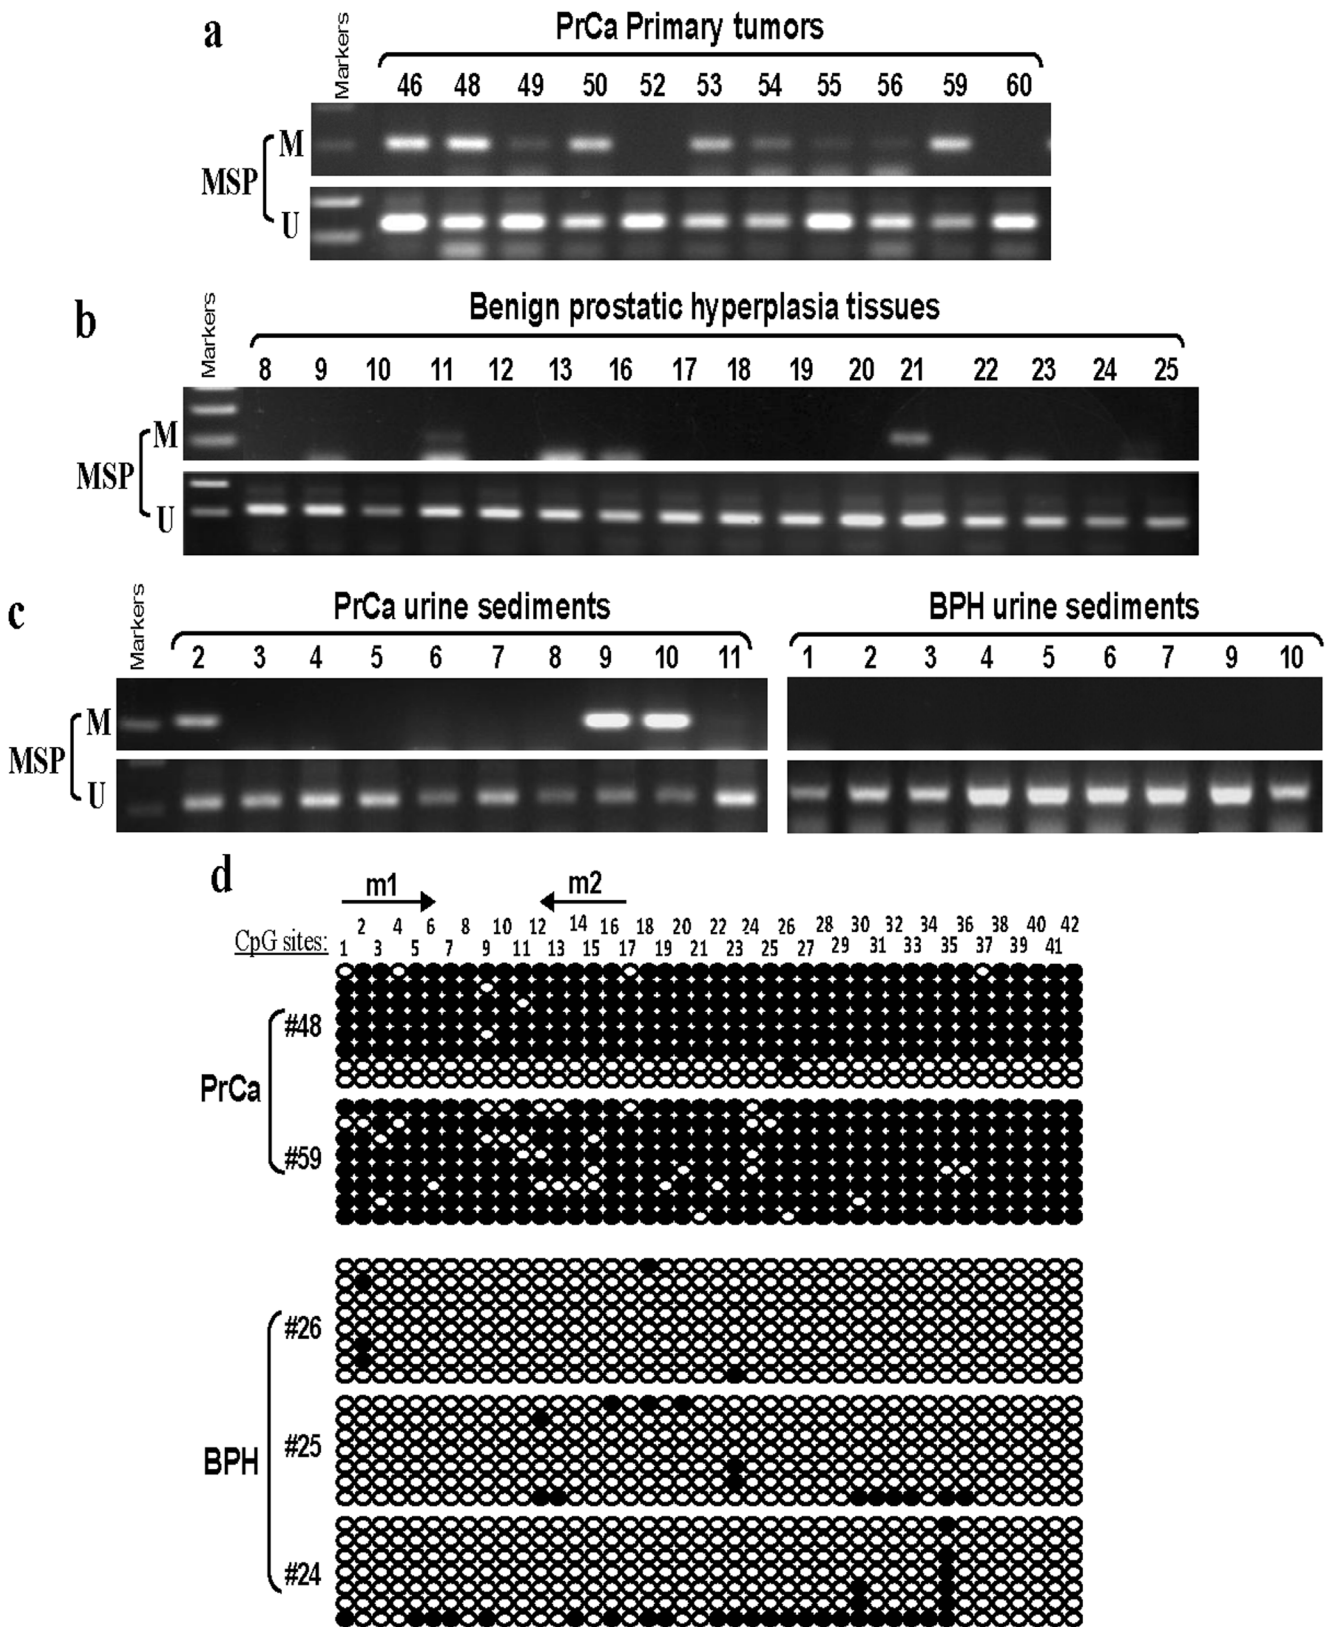 a
PrCa Primary tumors
Markers
46 48 49 50 52 53 54 55 56 59 60
M
MSP
U
b
Benign prostatic hyperplasia tissues
Markers
8 9 10 11 12 13 16 17 18 19 20 21 22 23 24 25
M
MSP
U
c
PrCa urine sediments
BPH urine sediments
Markers
2 3 4 5 6 7 8 9 10 11
1 2 3 4 5 6 7 9 10
M
MSP
U
d
m1 m2
2 4 6 8 10 12 14 16 18 20 22 24 26 28 30 32 34 36 38 40 42
CpG sites: 1 3 5 7 9 11 13 15 17 19 21 23 25 27 29 31 33 35 37 39 41
#48
PrCa
#59
#26
#25
BPH
#24